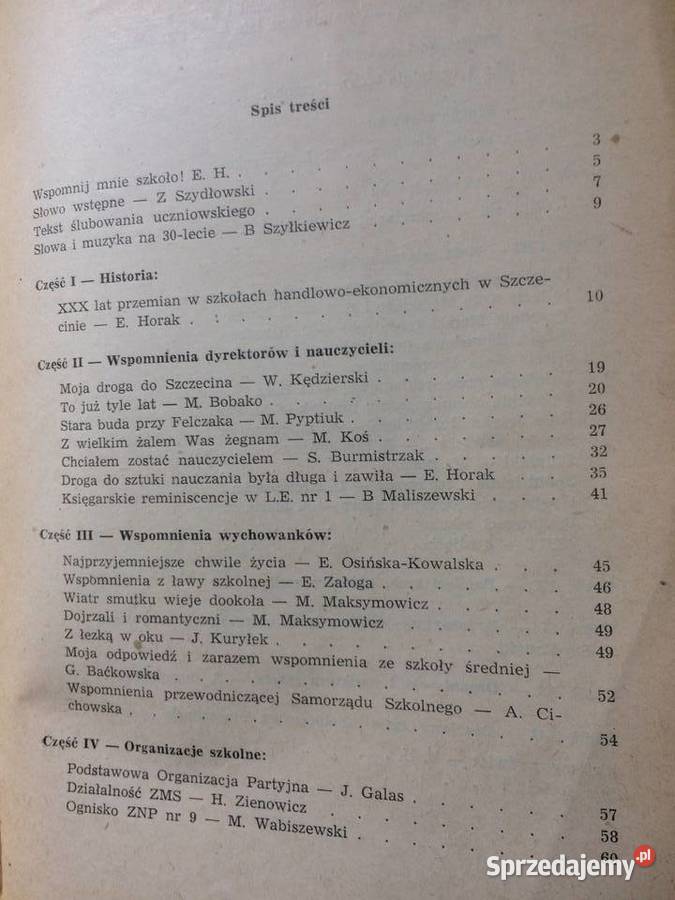 Spis treści
Wspomnij mnie szkoło! E. H. . . . . . . . . . . 3
Słowo wstępne — Z Szydłowski . . . . . . . . . 5
Tekst ślubowania uczniowskiego . . . . . . . . . 7
Słowa i muzyka na 30-lecie — B Szyłkiewicz . . . . . 9
Część I — Historia:
XXX lat przemian w szkołach handlowo-ekonomicznych w Szcze-
cinie — E. Horak . . . . . . . . . . . . 10
Część II — Wspomnienia dyrektorów i nauczycieli:
Moja droga do Szczecina — W. Kędzierski . . . . . . 19
To już tyle lat — M. Bobako . . . . . . . . . 20
Stara buda przy Felczaka — M. Pyptiuk . . . . . . 26
Z wielkim żalem Was żegnam — M. Koś . . . . . . 27
Chciałem zostać nauczycielem — S. Burmistrzak . . . . 32
Droga do sztuki nauczania była długa i zawiła — E. Horak . . 35
Księgarskie reminiscencje w L.E. nr 1 — B Maliszewski . . . 41
Część III — Wspomnienia wychowanków:
Najprzyjemniejsze chwile życia — E. Osińska-Kowalska . . . 45
Wspomnienia z ławy szkolnej — E. Załoga . . . . . . 46
Wiatr smutku wieje dookoła — M. Maksymowicz . . . . 48
Dojrzali i romantyczni — M. Maksymowicz . . . . . 49
Z łezką w oku — J. Kuryłek . . . . . . . . . 49
Moja odpowiedź i zarazem wspomnienia ze szkoły średniej —
G. Baćkowska . . . . . . . . . . . . 52
Wspomnienia przewodniczącej Samorządu Szkolnego — A. Ci-
chowska . . . . . . . . . . . . . 54
Część IV — Organizacje szkolne:
Podstawowa Organizacja Partyjna — J. Galas . . . . . 57
Działalność ZMS — H. Zienowicz . . . . . . . . 58
Ognisko ZNP nr 9 — M. Wabiszewski . . . . . . . 60
Sprzedajemy.pl